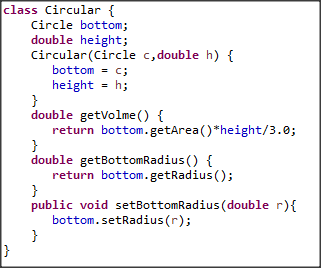 class Circular {
    Circle bottom;
    double height;
    Circular(Circle c,double h) {
        bottom = c;
        height = h;
    }
    double getVolme() {
        return bottom.getArea()*height/3.0;
    }
    double getBottomRadius() {
        return bottom.getRadius();
    }
    public void setBottomRadius(double r){
        bottom.setRadius(r);
    }
}